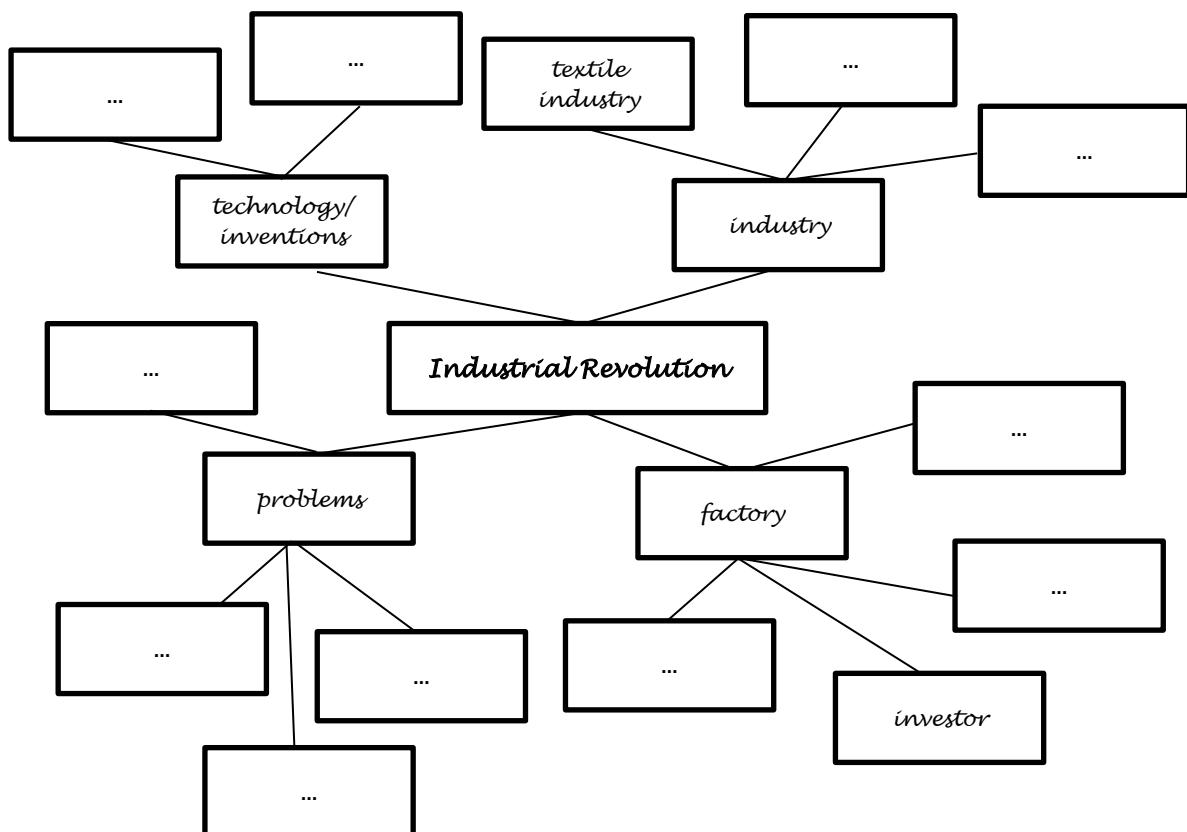 ...
...
textile
industry
...
...
technology/
inventions
industry
Industrial Revolution
...
...
problems
factory
...
...
...
...
investor
...